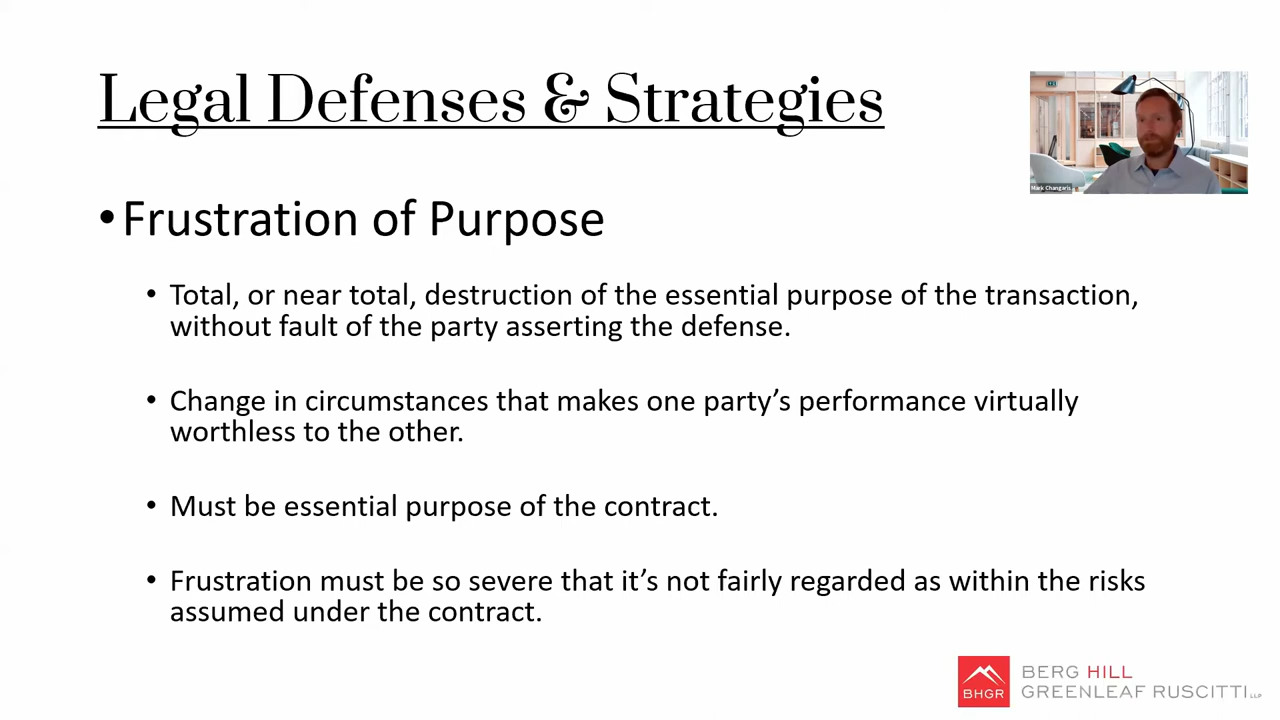 Legal Defenses & Strategies
Mark Changaris
•Frustration of Purpose
• Total, or near total, destruction of the essential purpose of the transaction,
without fault of the party asserting the defense.
• Change in circumstances that makes one party’s performance virtually
worthless to the other.
• Must be essential purpose of the contract.
• Frustration must be so severe that it’s not fairly regarded as within the risks
assumed under the contract.
BHGR
BERG HILL
GREENLEAF RUSCITTI LLP